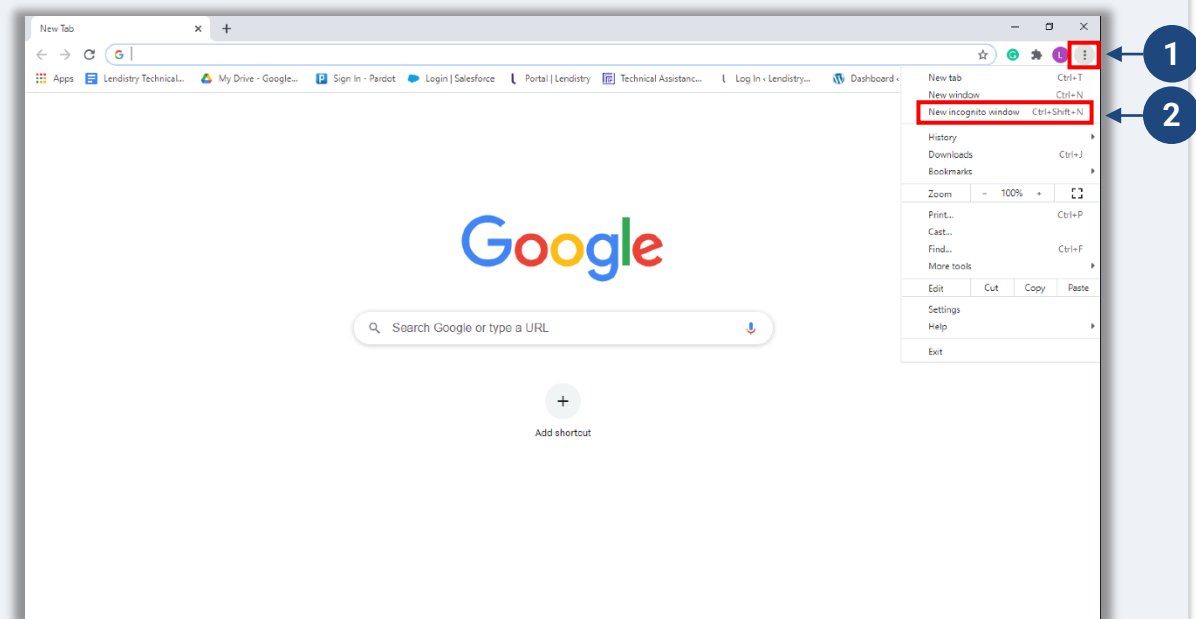 New Tab
G
L
1
Apps Lendistry Technical... My Drive - Google... Sign In - Pardot Login | Salesforce Portal | Lendistry Technical Assistanc... Log In ‹ Lendistry... Dashboard ‹
New tab Ctrl+T
New window Ctrl+N
New incognito window Ctrl+Shift+N
2
History
Downloads Ctrl+J
Bookmarks
Zoom - 100% +
Print... Ctrl+P
Cast...
Find... Ctrl+F
More tools
Edit Cut Copy Paste
Settings
Help
Exit
Google
Search Google or type a URL
Add shortcut